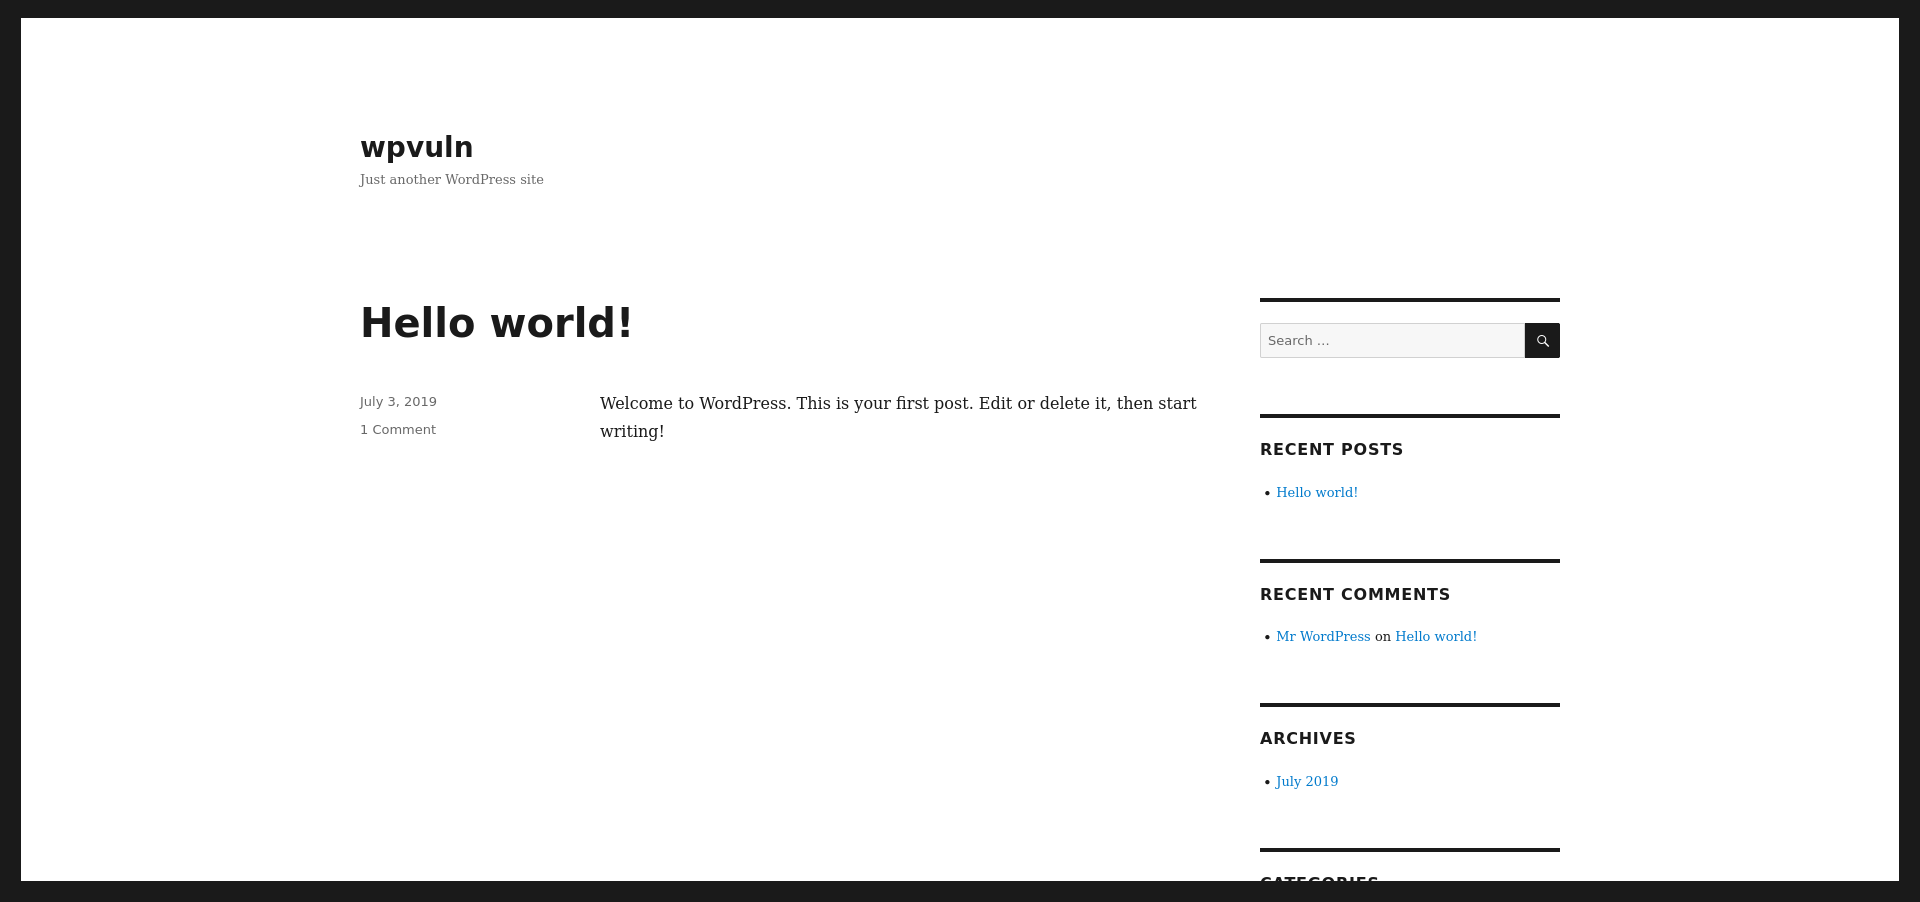 wpvuln
Just another WordPress site
Hello world!
July 3, 2019
1 Comment
Welcome to WordPress. This is your first post. Edit or delete it, then start
writing!
Search …
RECENT POSTS
Hello world!
RECENT COMMENTS
Mr WordPress on Hello world!
ARCHIVES
July 2019
CATEGORIES